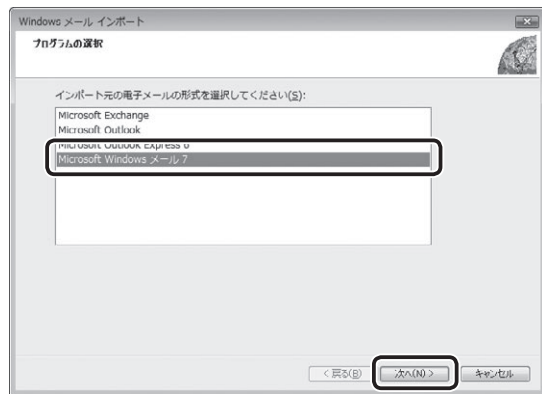 Windows メール インポート
プログラムの選択
インポート元の電子メールの形式を選択してください(S):
Microsoft Exchange
Microsoft Outlook
Microsoft Outlook Express 6
Microsoft Windows メール 7
< 戻る(B)
次へ(N) >
キャンセル